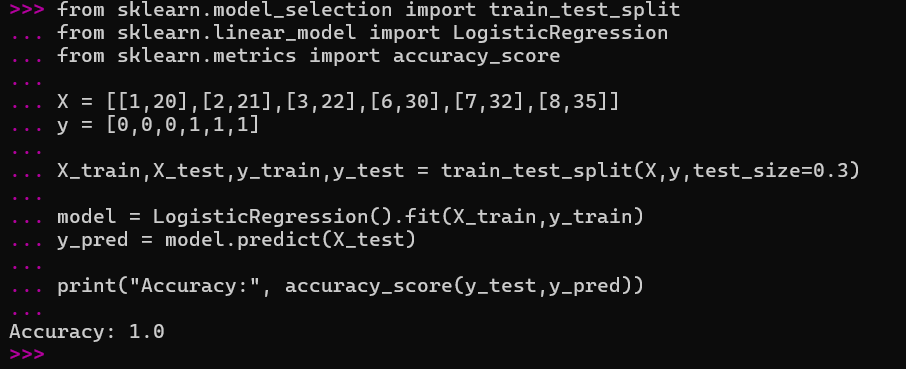 >>> from sklearn.model_selection import train_test_split
... from sklearn.linear_model import LogisticRegression
... from sklearn.metrics import accuracy_score
...
... X = [[1,20],[2,21],[3,22],[6,30],[7,32],[8,35]]
... y = [0,0,0,1,1,1]
...
... X_train,X_test,y_train,y_test = train_test_split(X,y,test_size=0.3)
...
... model = LogisticRegression().fit(X_train,y_train)
... y_pred = model.predict(X_test)
...
... print("Accuracy:", accuracy_score(y_test,y_pred))
...
Accuracy: 1.0
>>>